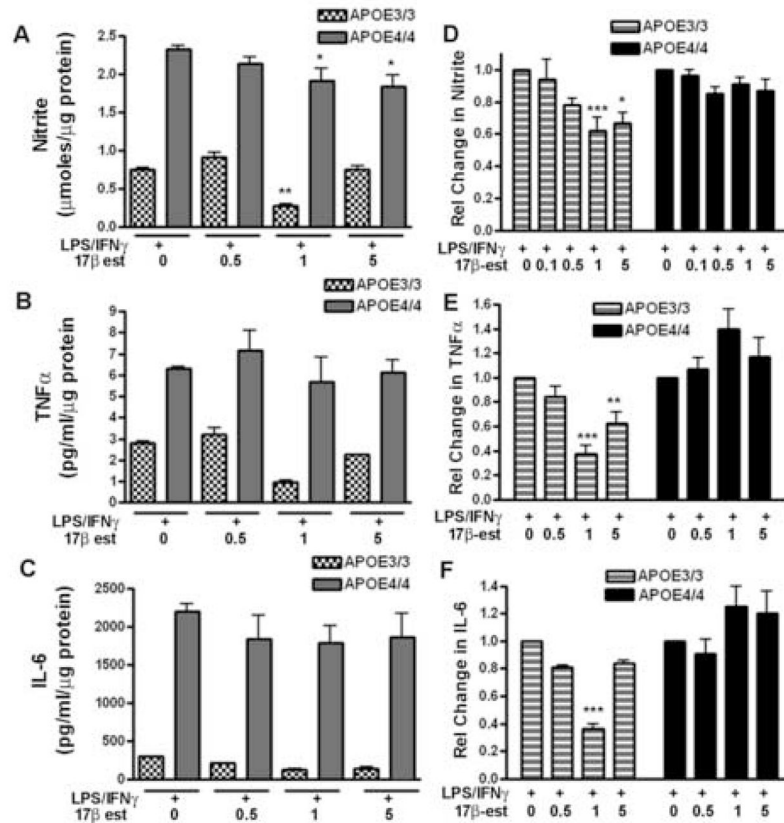 A
APOE3/3
APOE4/4
Nitrite
(μmoles/μg protein)
2.5
2.0
1.5
1.0
0.5
0.0
**
*
*
LPS/IFNγ + + + +
17β est 0 0.5 1 5
B
APOE3/3
APOE4/4
TNFα
(pg/ml/μg protein)
9
8
7
6
5
4
3
2
1
0
LPS/IFNγ + + + +
17β est 0 0.5 1 5
C
APOE3/3
APOE4/4
IL-6
(pg/ml/μg protein)
2500
2000
1500
1000
500
0
LPS/IFNγ + + + +
17β est 0 0.5 1 5
D
APOE3/3
APOE4/4
Rel Change in Nitrite
1.2
1.0
0.8
0.6
0.4
0.2
0.0
***
*
LPS/IFNγ + + + + + + + + + +
17β-est 0 0.1 0.5 1 5 0 0.1 0.5 1 5
E
APOE3/3
APOE4/4
Rel Change in TNFα
1.6
1.4
1.2
1.0
0.8
0.6
0.4
0.2
0.0
***
**
LPS/IFNγ + + + + + + + +
17β-est 0 0.5 1 5 0 0.5 1 5
F
APOE3/3
APOE4/4
Rel Change in IL-6
1.4
1.2
1.0
0.8
0.6
0.4
0.2
0.0
***
LPS/IFNγ + + + + + + + +
17β-est 0 0.5 1 5 0 0.5 1 5